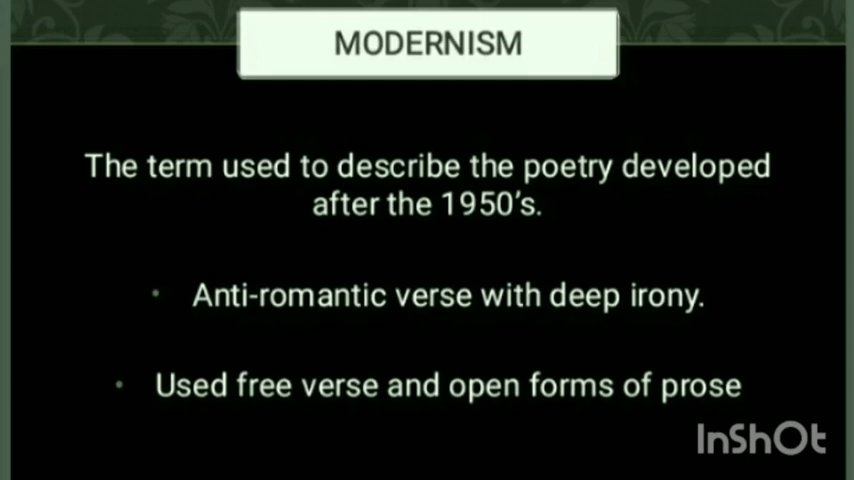 MODERNISM
The term used to describe the poetry developed
after the 1950's.
• Anti-romantic verse with deep irony.
• Used free verse and open forms of prose
InShOt